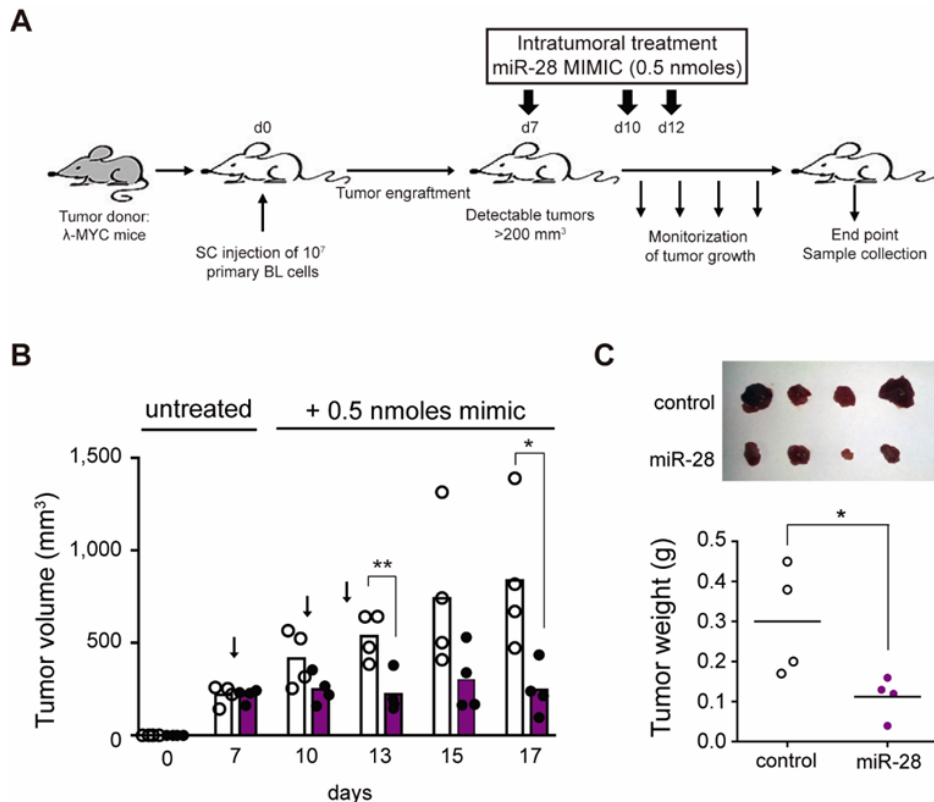 A
Intratumoral treatment
miR-28 MIMIC (0.5 nmoles)
d0
d7
d10
d12
Tumor engraftment
Tumor donor:
λ-MYC mice
SC injection of 10⁷
primary BL cells
Detectable tumors
>200 mm³
Monitorization
of tumor growth
End point
Sample collection
B
untreated
+ 0.5 nmoles mimic
Tumor volume (mm³)
1,500
1,000
500
0
**
*
0
7
10
13
15
17
days
C
control
miR-28
Tumor weight (g)
0.5
0.4
0.3
0.2
0.1
0.0
*
control
miR-28